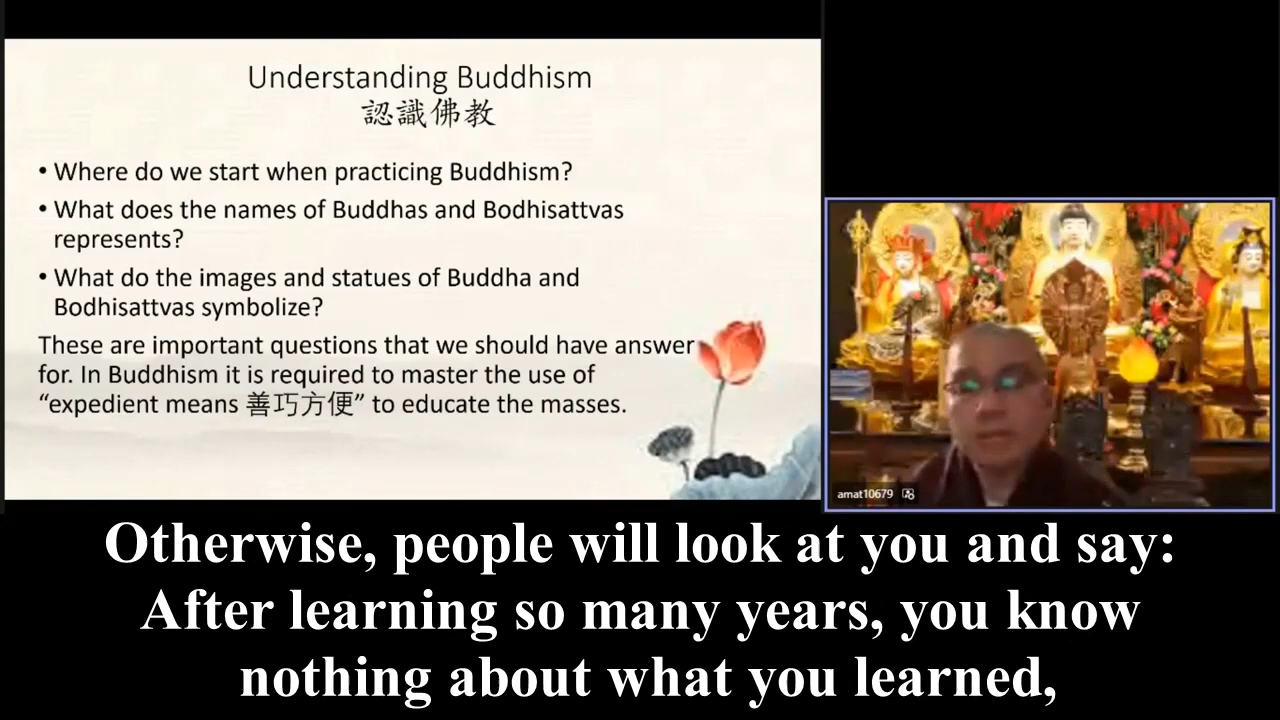 Understanding Buddhism
認識佛教
• Where do we start when practicing Buddhism?
• What does the names of Buddhas and Bodhisattvas
represents?
• What do the images and statues of Buddha and
Bodhisattvas symbolize?
These are important questions that we should have answer
for. In Buddhism it is required to master the use of
“expedient means 善巧方便” to educate the masses.
amat10679
Otherwise, people will look at you and say:
After learning so many years, you know
nothing about what you learned,